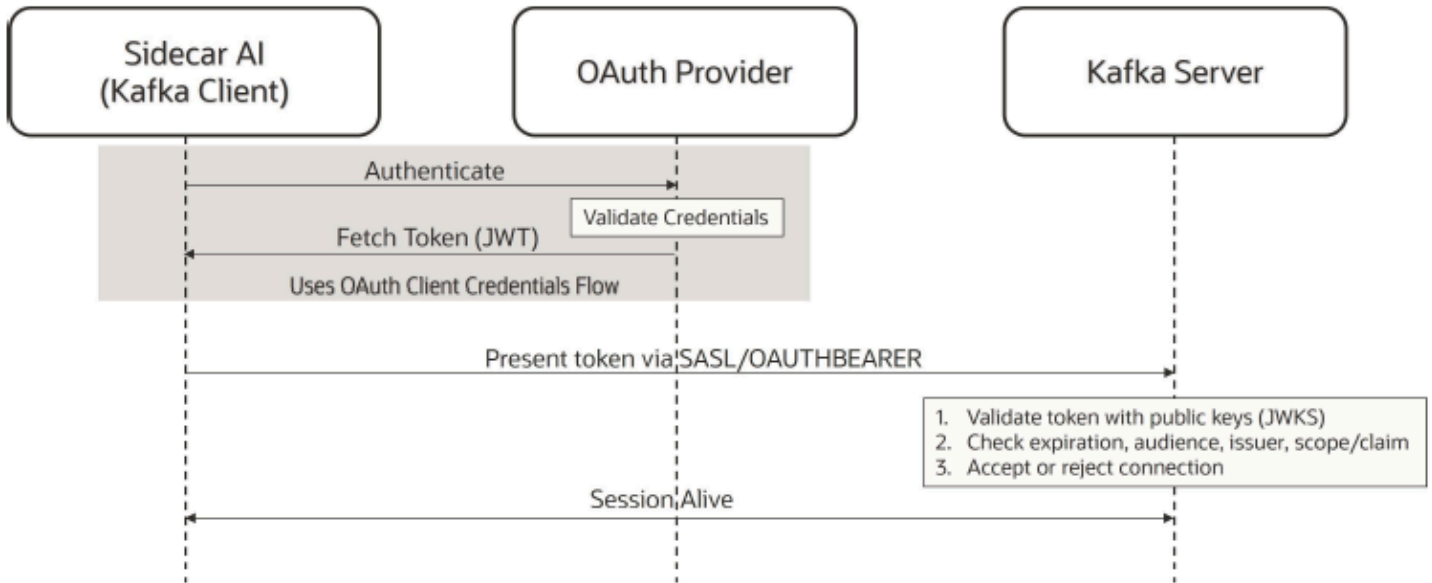 Sidecar AI
(Kafka Client)
OAuth Provider
Kafka Server
Authenticate
Validate Credentials
Fetch Token (JWT)
Uses OAuth Client Credentials Flow
Present token via SASL/OAUTHBEARER
1. Validate token with public keys (JWKS)
2. Check expiration, audience, issuer, scope/claim
3. Accept or reject connection
Session Alive